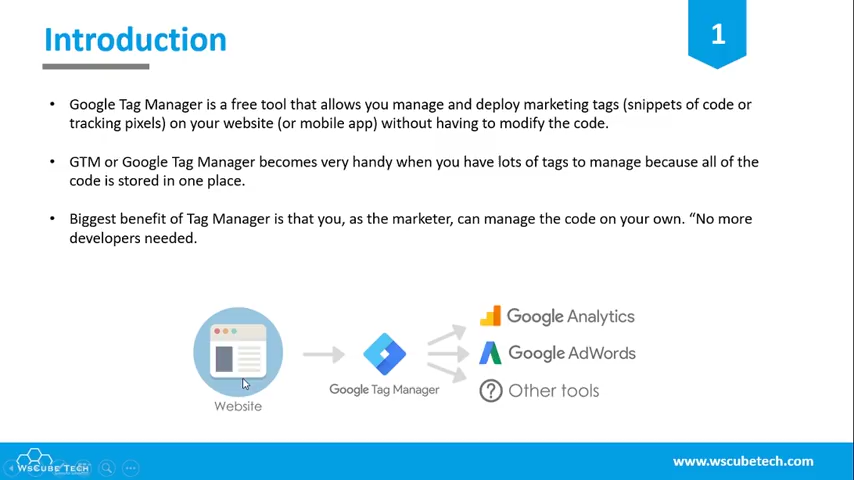 Introduction
1
• Google Tag Manager is a free tool that allows you manage and deploy marketing tags (snippets of code or
tracking pixels) on your website (or mobile app) without having to modify the code.
• GTM or Google Tag Manager becomes very handy when you have lots of tags to manage because all of the
code is stored in one place.
• Biggest benefit of Tag Manager is that you, as the marketer, can manage the code on your own. “No more
developers needed.
Google Analytics
Google AdWords
Google Tag Manager
? Other tools
Website
WSCUBE TECH
www.wscubetech.com